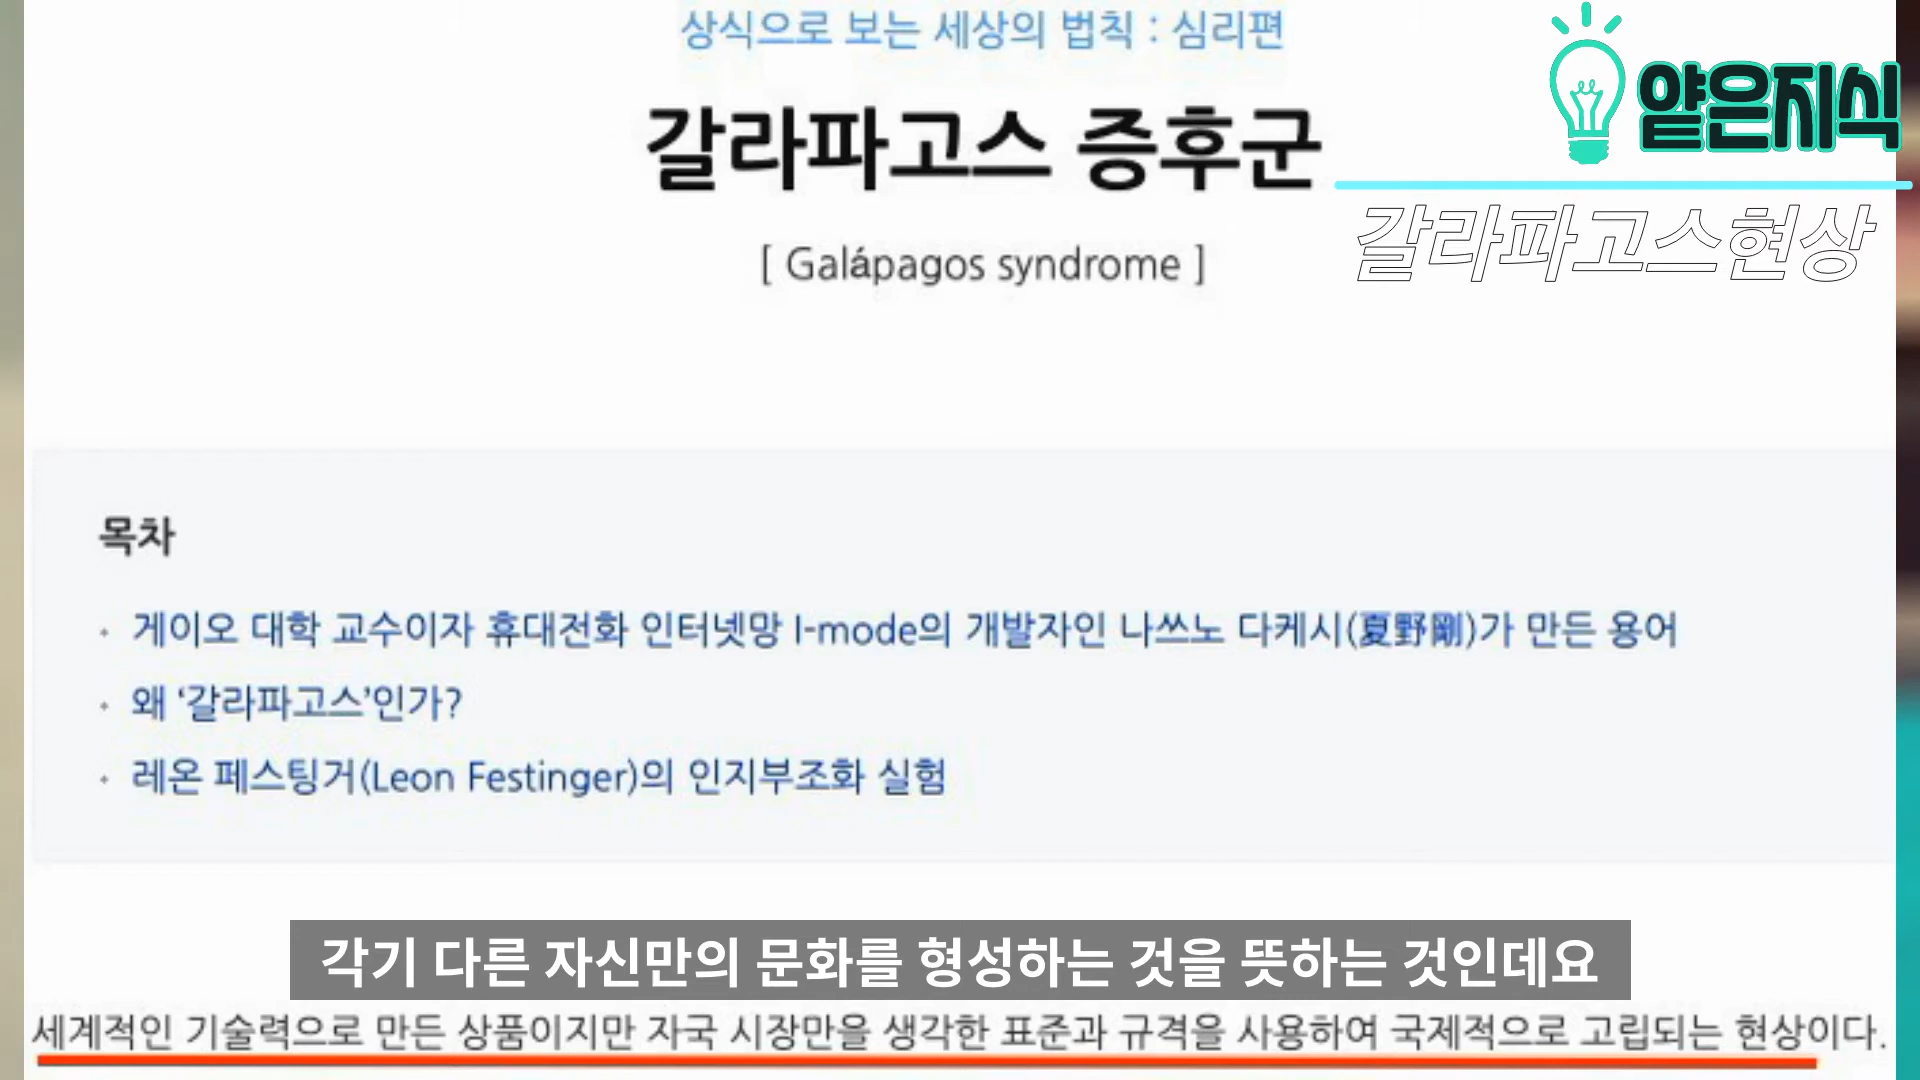 상식으로 보는 세상의 법칙 : 심리편
얕은지식
갈라파고스 증후군
갈라파고스현상
[ Galápagos syndrome ]
목차
· 게이오 대학 교수이자 휴대전화 인터넷망 I-mode의 개발자인 나쓰노 다케시(夏野剛)가 만든 용어
· 왜 ‘갈라파고스’인가?
· 레온 페스팅거(Leon Festinger)의 인지부조화 실험
각기 다른 자신만의 문화를 형성하는 것을 뜻하는 것인데요
세계적인 기술력으로 만든 상품이지만 자국 시장만을 생각한 표준과 규격을 사용하여 국제적으로 고립되는 현상이다.